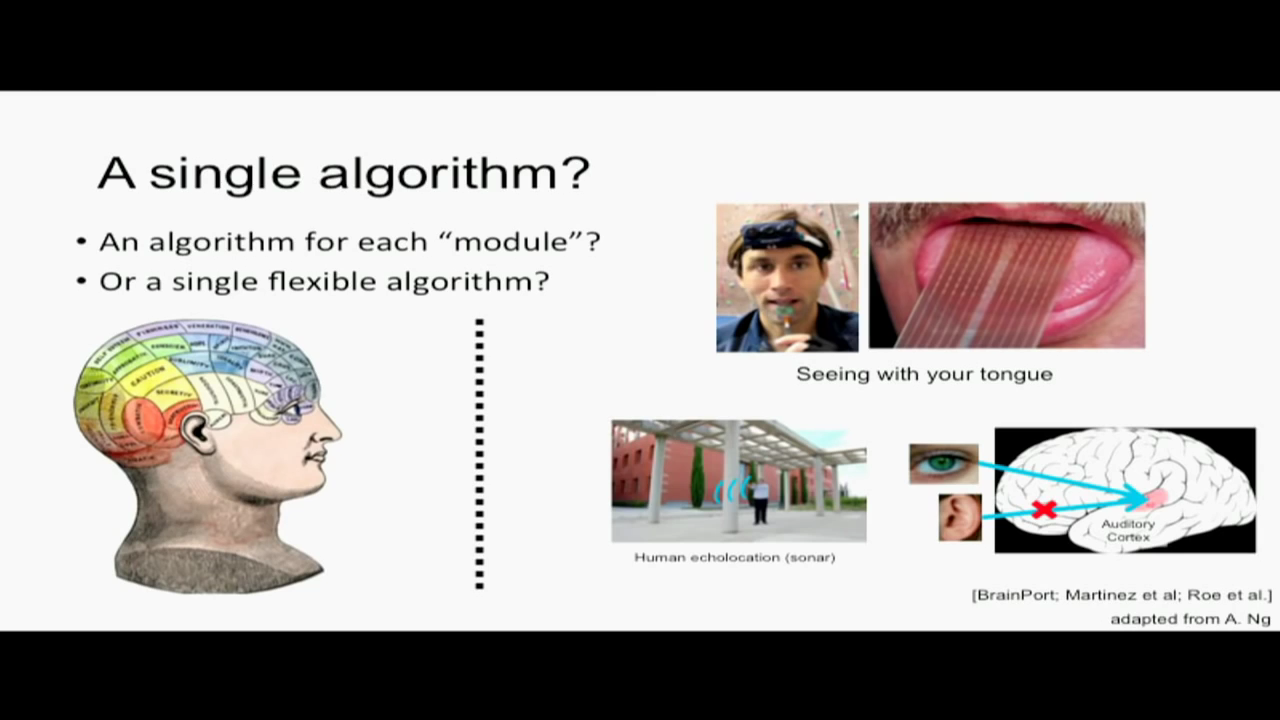 A single algorithm?
• An algorithm for each “module”?
• Or a single flexible algorithm?
CAUTION
Seeing with your tongue
Human echolocation (sonar)
Auditory
Cortex
[BrainPort; Martinez et al; Roe et al.]
adapted from A. Ng